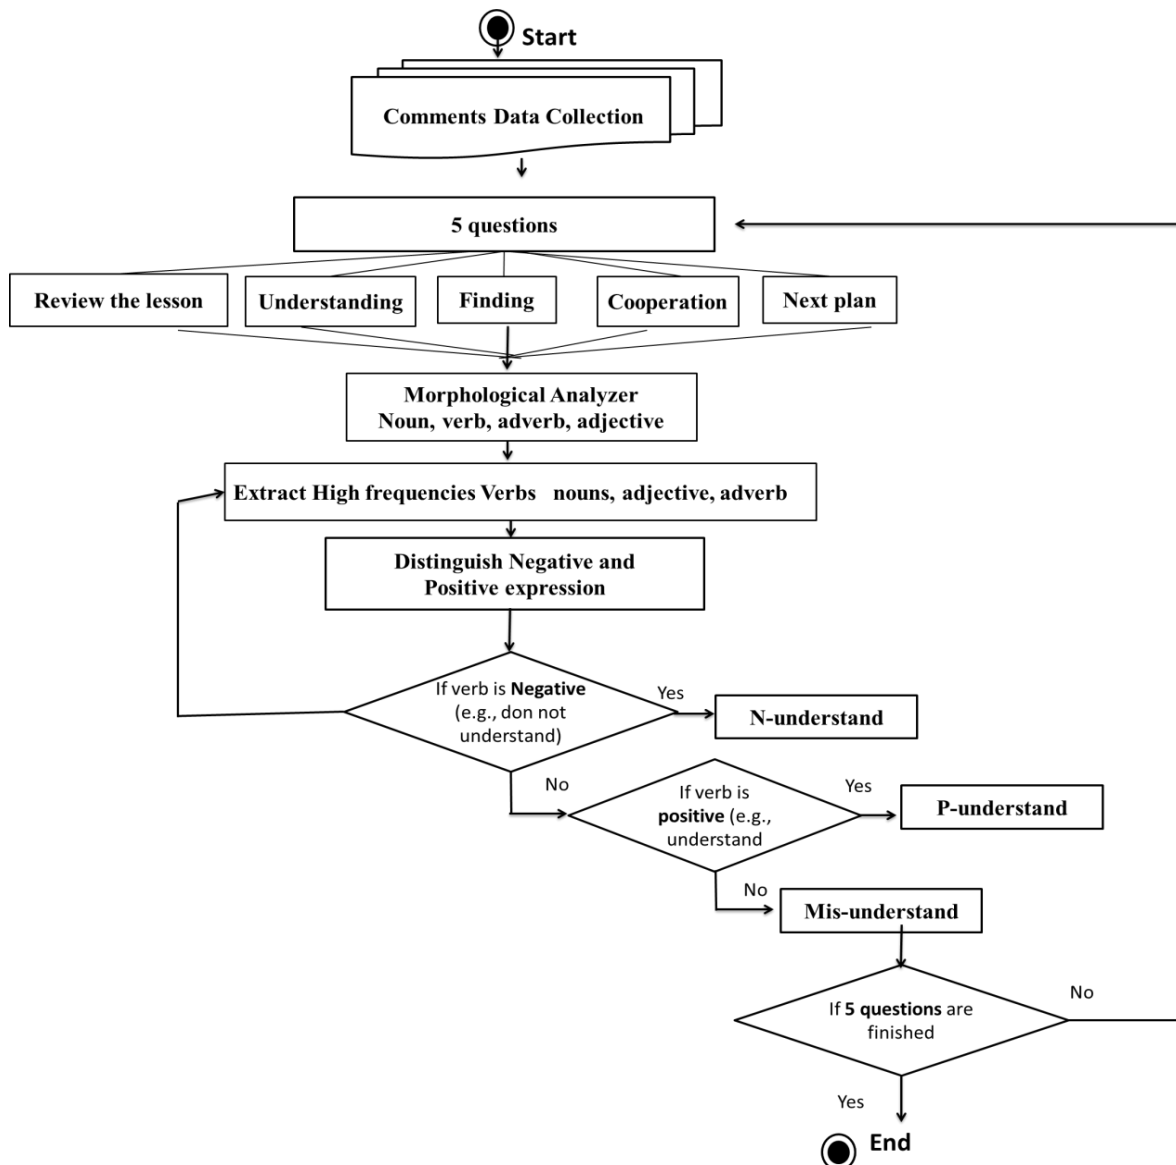 Start
Comments Data Collection
5 questions
Review the lesson
Understanding
Finding
Cooperation
Next plan
Morphological Analyzer
Noun, verb, adverb, adjective
Extract High frequencies Verbs nouns, adjective, adverb
Distinguish Negative and
Positive expression
If verb is Negative
(e.g., don not
understand)
Yes
N-understand
No
If verb is
positive (e.g.,
understand
Yes
P-understand
No
Mis-understand
If 5 questions are
finished
No
Yes
End